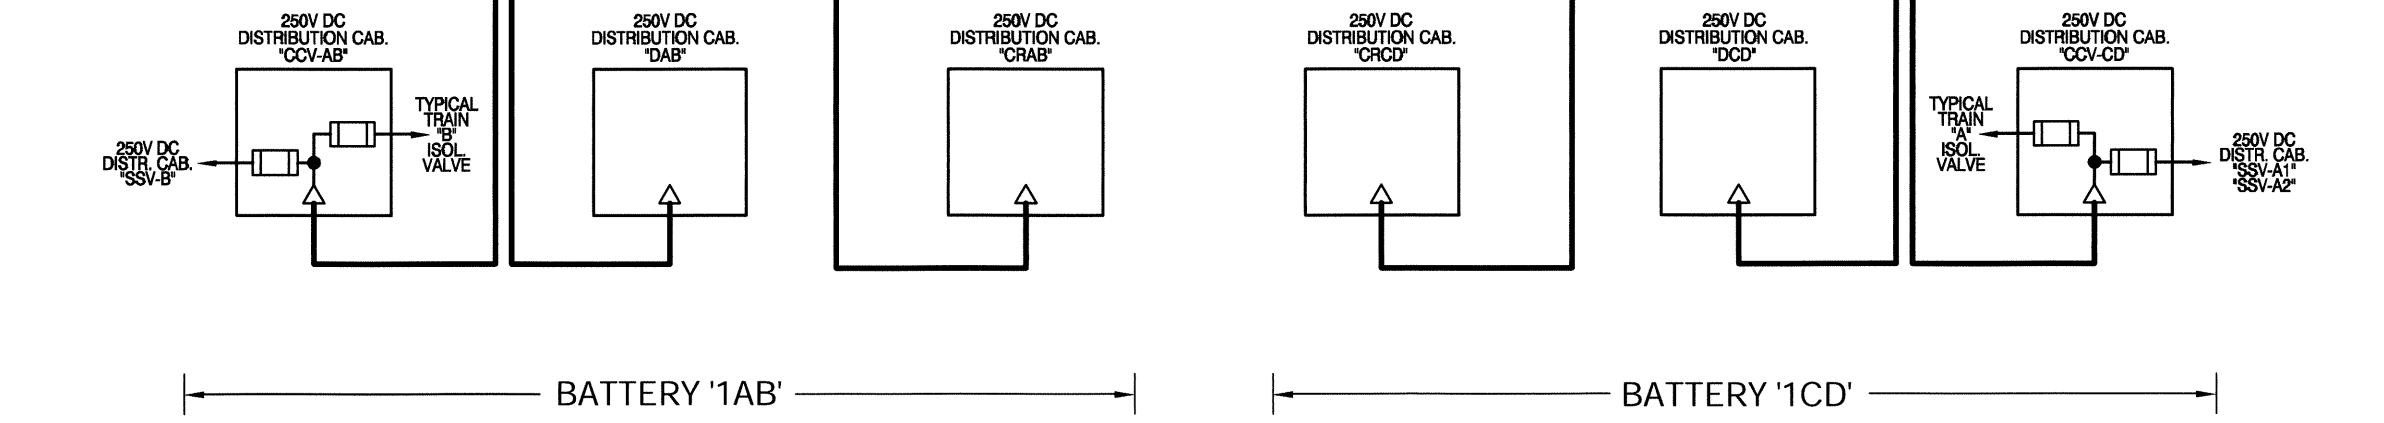 250V DC
DISTRIBUTION CAB.
"CCV-AB"
250V DC
DISTRIBUTION CAB.
"DAB"
250V DC
DISTRIBUTION CAB.
"CRAB"
250V DC
DISTRIBUTION CAB.
"CRCD"
250V DC
DISTRIBUTION CAB.
"DCD"
250V DC
DISTRIBUTION CAB.
"CCV-CD"
250V DC
DISTR. CAB.
"SSV-B"
TYPICAL
TRAIN
"B"
ISOL.
VALVE
TYPICAL
TRAIN
"A"
ISOL.
VALVE
250V DC
DISTR. CAB.
"SSV-A1"
"SSV-A2"
BATTERY '1AB'
BATTERY '1CD'